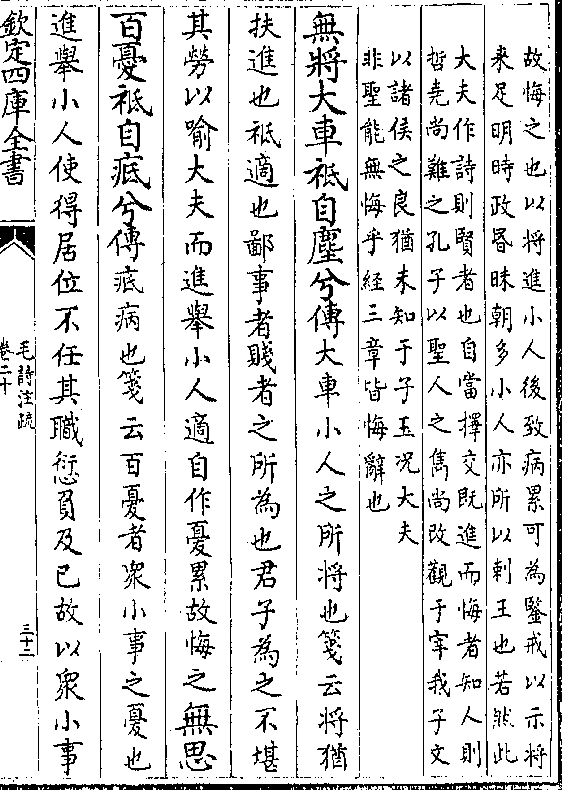 故悔之也以将進小人後致病累可為鑒戒以示将
来足明時政昬昧朝多小人亦所以刺王也若然此
大夫作詩則賢者也自當擇交既進而悔者知人則
哲堯尚難之孔子以聖人之雋尚改觀于宰我子文
以諸侯之良猶未知于子玉况大夫
非聖能無悔乎經三章皆悔辭也
無將大車祇自塵兮傳大車小人之所將也箋云將猶
扶進也祇適也鄙事者賤者之所為也君子為之不堪
其勞以喻大夫而進舉小人適自作憂累故悔之無思
百憂祇自疧兮傳疧病也箋云百憂者衆小事之憂也
進舉小人使得居位不任其職愆負及已故以衆小事
欽定四庫全書
毛詩注疏
卷二十
三十二